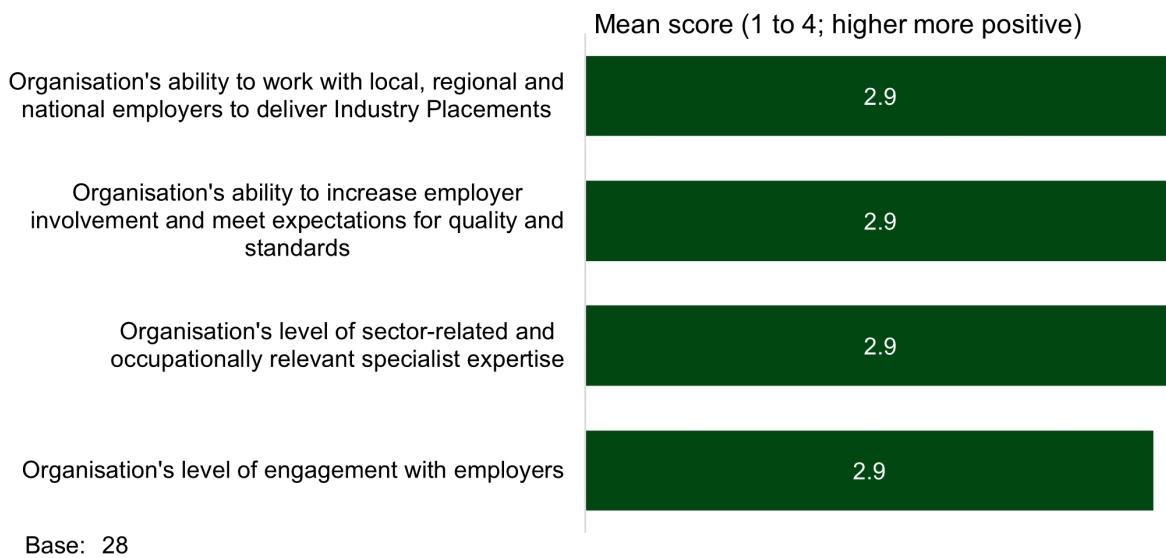 Mean score (1 to 4; higher more positive)
Organisation's ability to work with local, regional and
national employers to deliver Industry Placements
2.9
Organisation's ability to increase employer
involvement and meet expectations for quality and
standards
2.9
Organisation's level of sector-related and
occupationally relevant specialist expertise
2.9
Organisation's level of engagement with employers
2.9
Base: 28